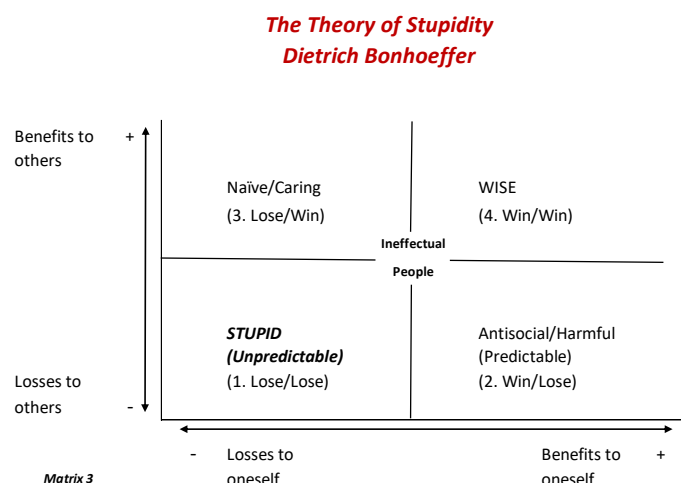 The Theory of Stupidity
Dietrich Bonhoeffer
Benefits to +
others
Naïve/Caring
(3. Lose/Win)
WISE
(4. Win/Win)
Ineffectual
People
STUPID
(Unpredictable)
(1. Lose/Lose)
Antisocial/Harmful
(Predictable)
(2. Win/Lose)
Losses to
others -
- Losses to
oneself
Benefits to +
oneself
Matrix 3